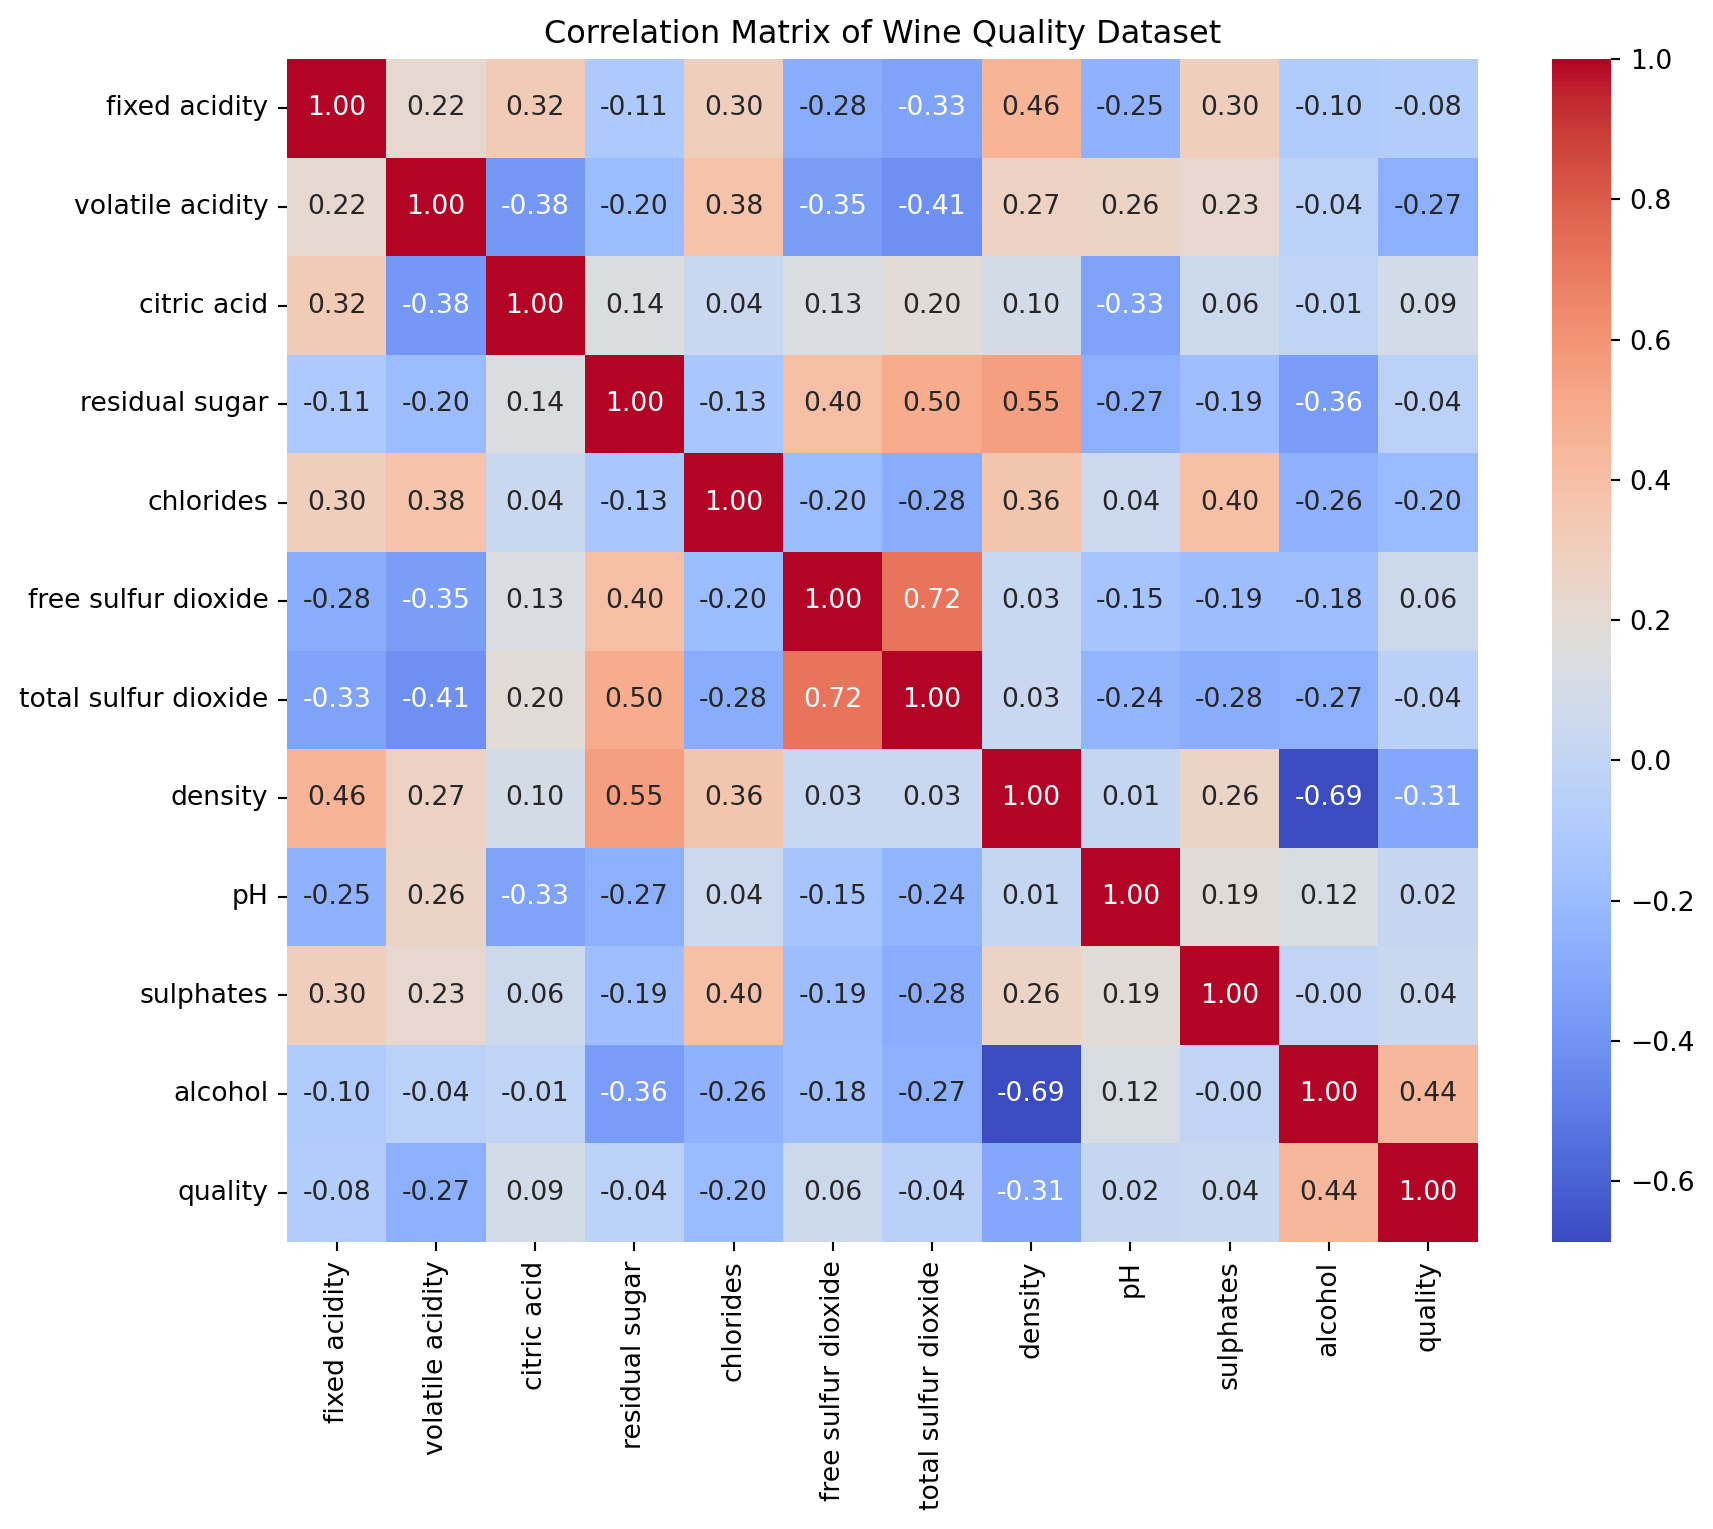 Correlation Matrix of Wine Quality Dataset
fixed acidity 1.00 0.22 0.32 -0.11 0.30 -0.28 -0.33 0.46 -0.25 0.30 -0.10 -0.08
volatile acidity 0.22 1.00 -0.38 -0.20 0.38 -0.35 -0.41 0.27 0.26 0.23 -0.04 -0.27
citric acid 0.32 -0.38 1.00 0.14 0.04 0.13 0.20 0.10 -0.33 0.06 -0.01 0.09
residual sugar -0.11 -0.20 0.14 1.00 -0.13 0.40 0.50 0.55 -0.27 -0.19 -0.36 -0.04
chlorides 0.30 0.38 0.04 -0.13 1.00 -0.20 -0.28 0.36 0.04 0.40 -0.26 -0.20
free sulfur dioxide -0.28 -0.35 0.13 0.40 -0.20 1.00 0.72 0.03 -0.15 -0.19 -0.18 0.06
total sulfur dioxide -0.33 -0.41 0.20 0.50 -0.28 0.72 1.00 0.03 -0.24 -0.28 -0.27 -0.04
density 0.46 0.27 0.10 0.55 0.36 0.03 0.03 1.00 0.01 0.26 -0.69 -0.31
pH -0.25 0.26 -0.33 -0.27 0.04 -0.15 -0.24 0.01 1.00 0.19 0.12 0.02
sulphates 0.30 0.23 0.06 -0.19 0.40 -0.19 -0.28 0.26 0.19 1.00 -0.00 0.04
alcohol -0.10 -0.04 -0.01 -0.36 -0.26 -0.18 -0.27 -0.69 0.12 -0.00 1.00 0.44
quality -0.08 -0.27 0.09 -0.04 -0.20 0.06 -0.04 -0.31 0.02 0.04 0.44 1.00
fixed acidity
volatile acidity
citric acid
residual sugar
chlorides
free sulfur dioxide
total sulfur dioxide
density
pH
sulphates
alcohol
quality
1.0
0.8
0.6
0.4
0.2
0.0
−0.2
−0.4
−0.6